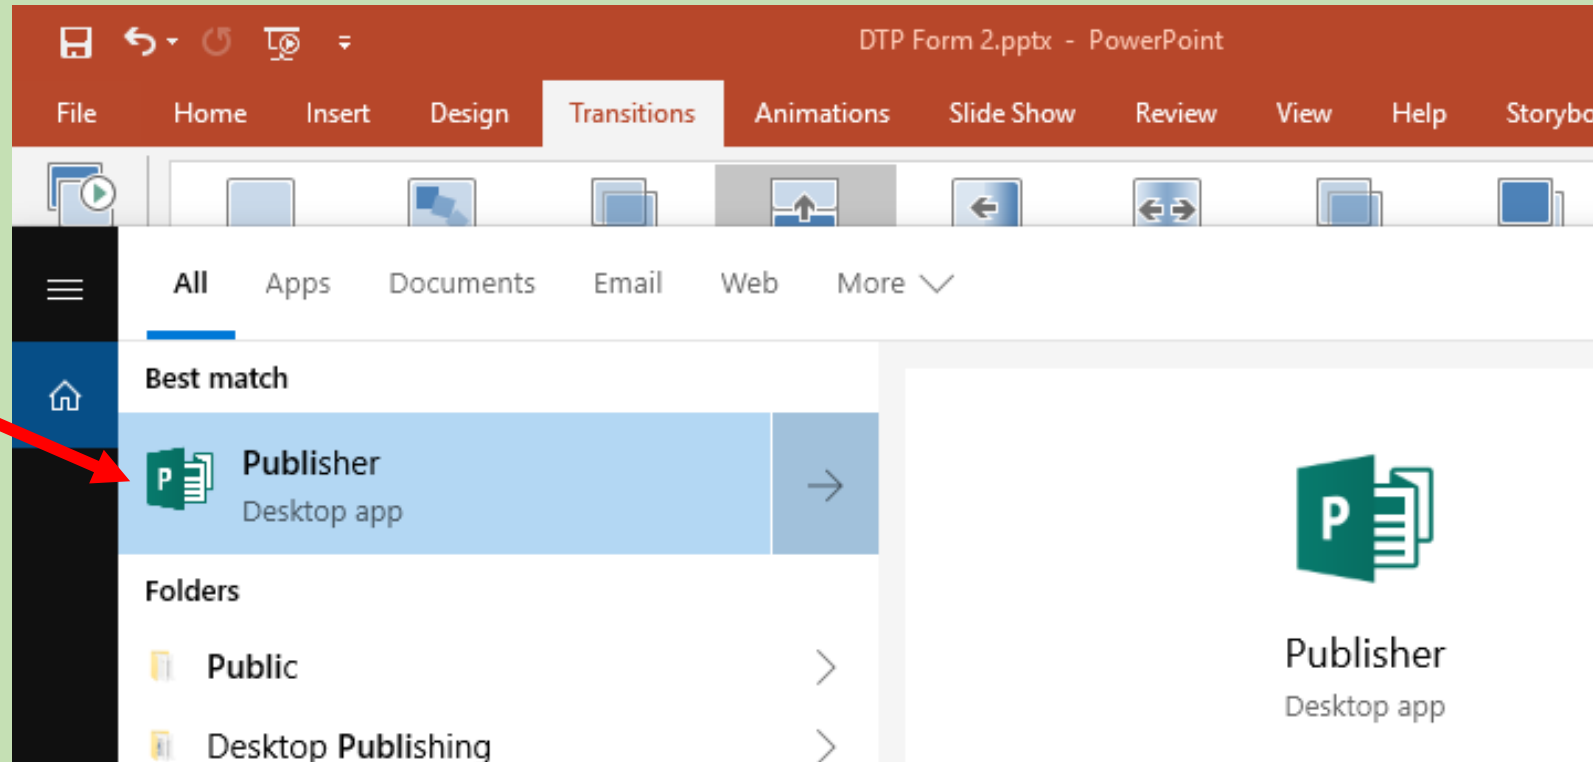 DTP Form 2.pptx - PowerPoint
File Home Insert Design Transitions Animations Slide Show Review View Help Storybo
All Apps Documents Email Web More
Best match
P Publisher
Desktop app
Folders
Public
Desktop Publishing
P
Publisher
Desktop app